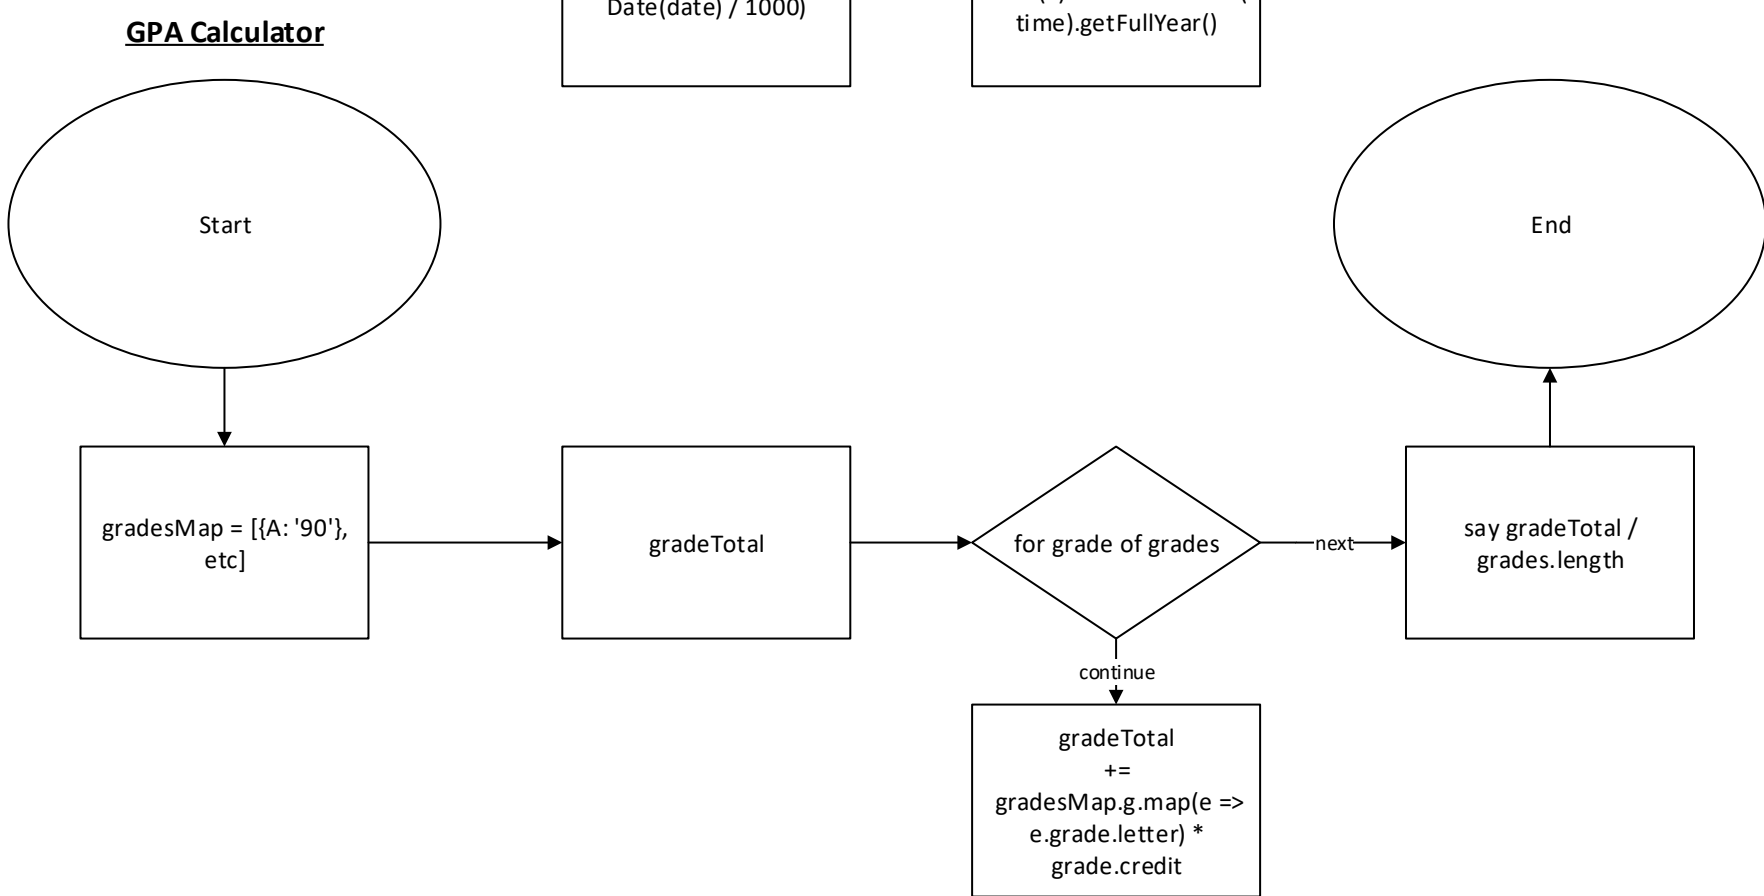 Date(date) / 1000)
time).getFullYear()
GPA Calculator
Start
End
gradesMap = [{A: '90'},
etc]
gradeTotal
for grade of grades
next
say gradeTotal /
grades.length
continue
gradeTotal
+=
gradesMap.g.map(e =>
e.grade.letter) *
grade.credit